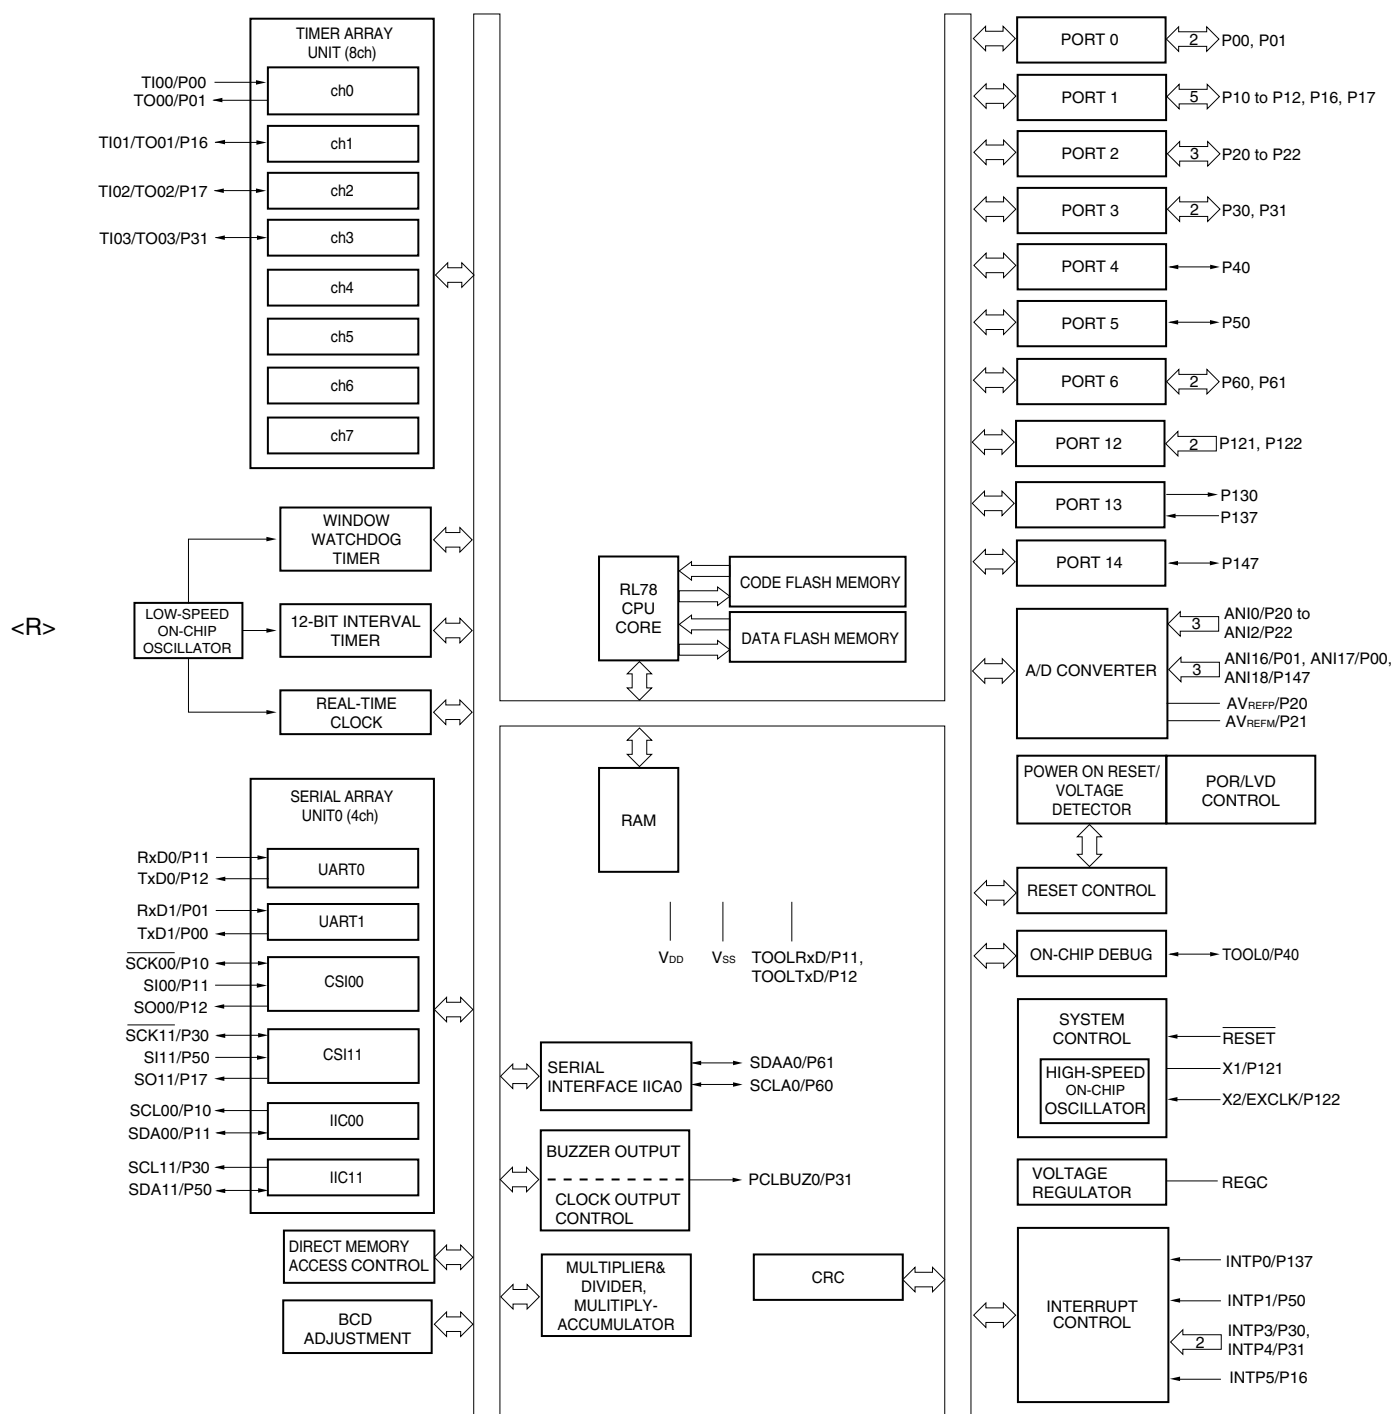 TIMER ARRAY
UNIT (8ch)
TI00/P00
TO00/P01
ch0
TI01/TO01/P16
ch1
TI02/TO02/P17
ch2
TI03/TO03/P31
ch3
ch4
ch5
ch6
ch7
WINDOW
WATCHDOG
TIMER
<R>
LOW-SPEED
ON-CHIP
OSCILLATOR
12-BIT INTERVAL
TIMER
REAL-TIME
CLOCK
SERIAL ARRAY
UNIT0 (4ch)
RxD0/P11
TxD0/P12
UART0
RxD1/P01
TxD1/P00
UART1
SCK00/P10
SI00/P11
SO00/P12
CSI00
SCK11/P30
SI11/P50
SO11/P17
CSI11
SCL00/P10
SDA00/P11
IIC00
SCL11/P30
SDA11/P50
IIC11
DIRECT MEMORY
ACCESS CONTROL
BCD
ADJUSTMENT
RL78
CPU
CORE
CODE FLASH MEMORY
DATA FLASH MEMORY
RAM
VDD
VSS
TOOLRxD/P11,
TOOLTxD/P12
SERIAL
INTERFACE IICA0
SDAA0/P61
SCLA0/P60
BUZZER OUTPUT
CLOCK OUTPUT
CONTROL
PCLBUZ0/P31
MULTIPLIER&
DIVIDER,
MULITIPLY-
ACCUMULATOR
CRC
PORT 0
2
P00, P01
PORT 1
5
P10 to P12, P16, P17
PORT 2
3
P20 to P22
PORT 3
2
P30, P31
PORT 4
P40
PORT 5
P50
PORT 6
2
P60, P61
PORT 12
2
P121, P122
PORT 13
P130
P137
PORT 14
P147
A/D CONVERTER
3
ANI0/P20 to
ANI2/P22
3
ANI16/P01, ANI17/P00,
ANI18/P147
AVREFP/P20
AVREFM/P21
POWER ON RESET/
VOLTAGE
DETECTOR
POR/LVD
CONTROL
RESET CONTROL
ON-CHIP DEBUG
TOOL0/P40
SYSTEM
CONTROL
HIGH-SPEED
ON-CHIP
OSCILLATOR
RESET
X1/P121
X2/EXCLK/P122
VOLTAGE
REGULATOR
REGC
INTERRUPT
CONTROL
INTP0/P137
INTP1/P50
2
INTP3/P30,
INTP4/P31
INTP5/P16